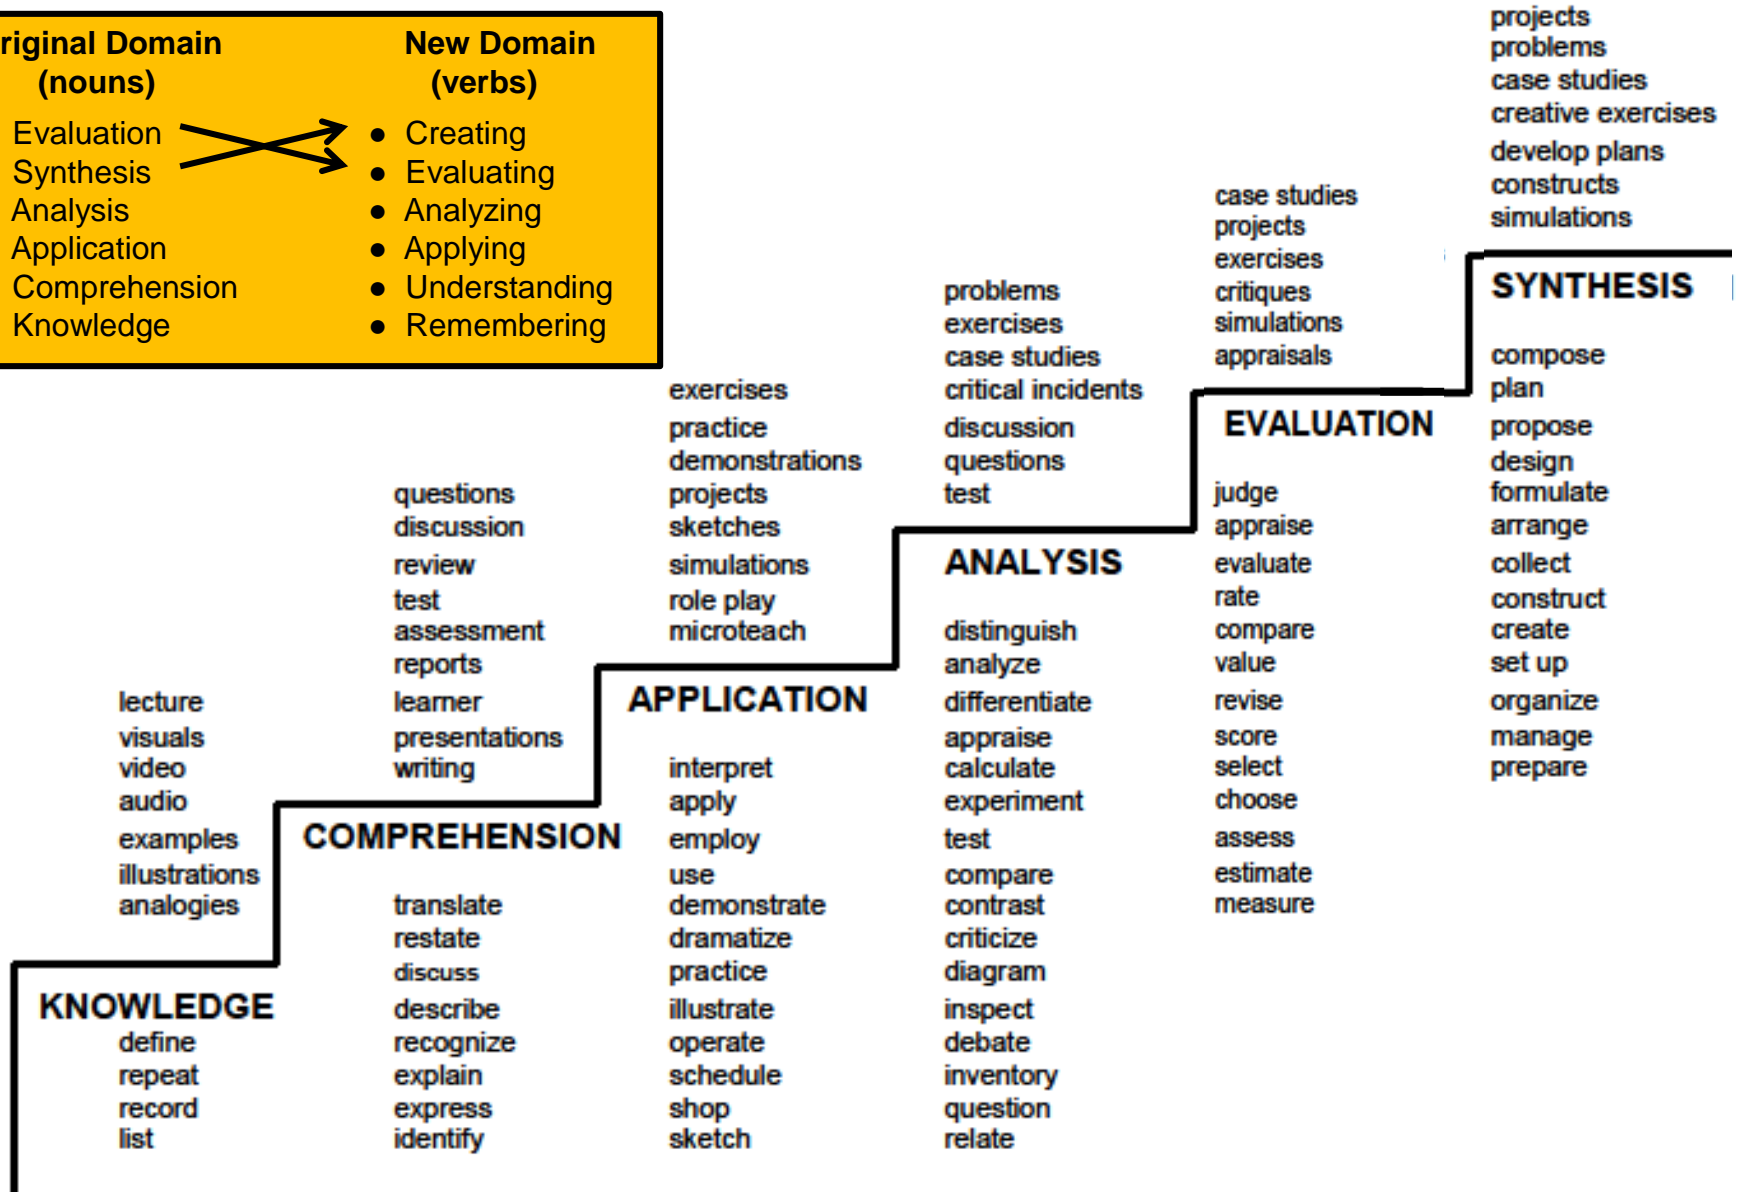 riginal Domain
(nouns)
Evaluation
Synthesis
Analysis
Application
Comprehension
Knowledge
New Domain
(verbs)
● Creating
● Evaluating
● Analyzing
● Applying
● Understanding
● Remembering
lecture
visuals
video
audio
examples
illustrations
analogies
KNOWLEDGE
define
repeat
record
list
questions
discussion
review
test
assessment
reports
learner
presentations
writing
COMPREHENSION
translate
restate
discuss
describe
recognize
explain
express
identify
exercises
practice
demonstrations
projects
sketches
simulations
role play
microteach
APPLICATION
interpret
apply
employ
use
demonstrate
dramatize
practice
illustrate
operate
schedule
shop
sketch
problems
exercises
case studies
critical incidents
discussion
questions
test
ANALYSIS
distinguish
analyze
differentiate
appraise
calculate
experiment
test
compare
contrast
criticize
diagram
inspect
debate
inventory
question
relate
case studies
projects
exercises
critiques
simulations
appraisals
EVALUATION
judge
appraise
evaluate
rate
compare
value
revise
score
select
choose
assess
estimate
measure
projects
problems
case studies
creative exercises
develop plans
constructs
simulations
SYNTHESIS
compose
plan
propose
design
formulate
arrange
collect
construct
create
set up
organize
manage
prepare